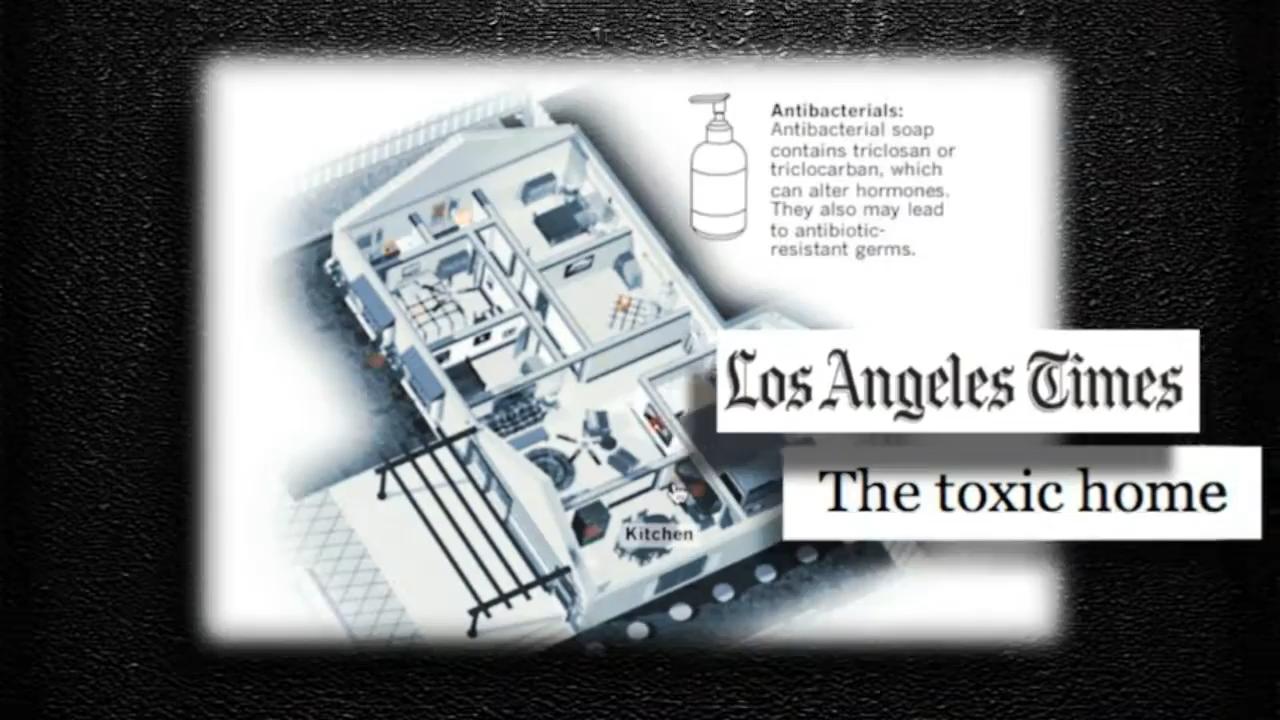 Antibacterials:
Antibacterial soap
contains triclosan or
triclocarban, which
can alter hormones.
They also may lead
to antibiotic-
resistant germs.
Los Angeles Times
The toxic home
Kitchen